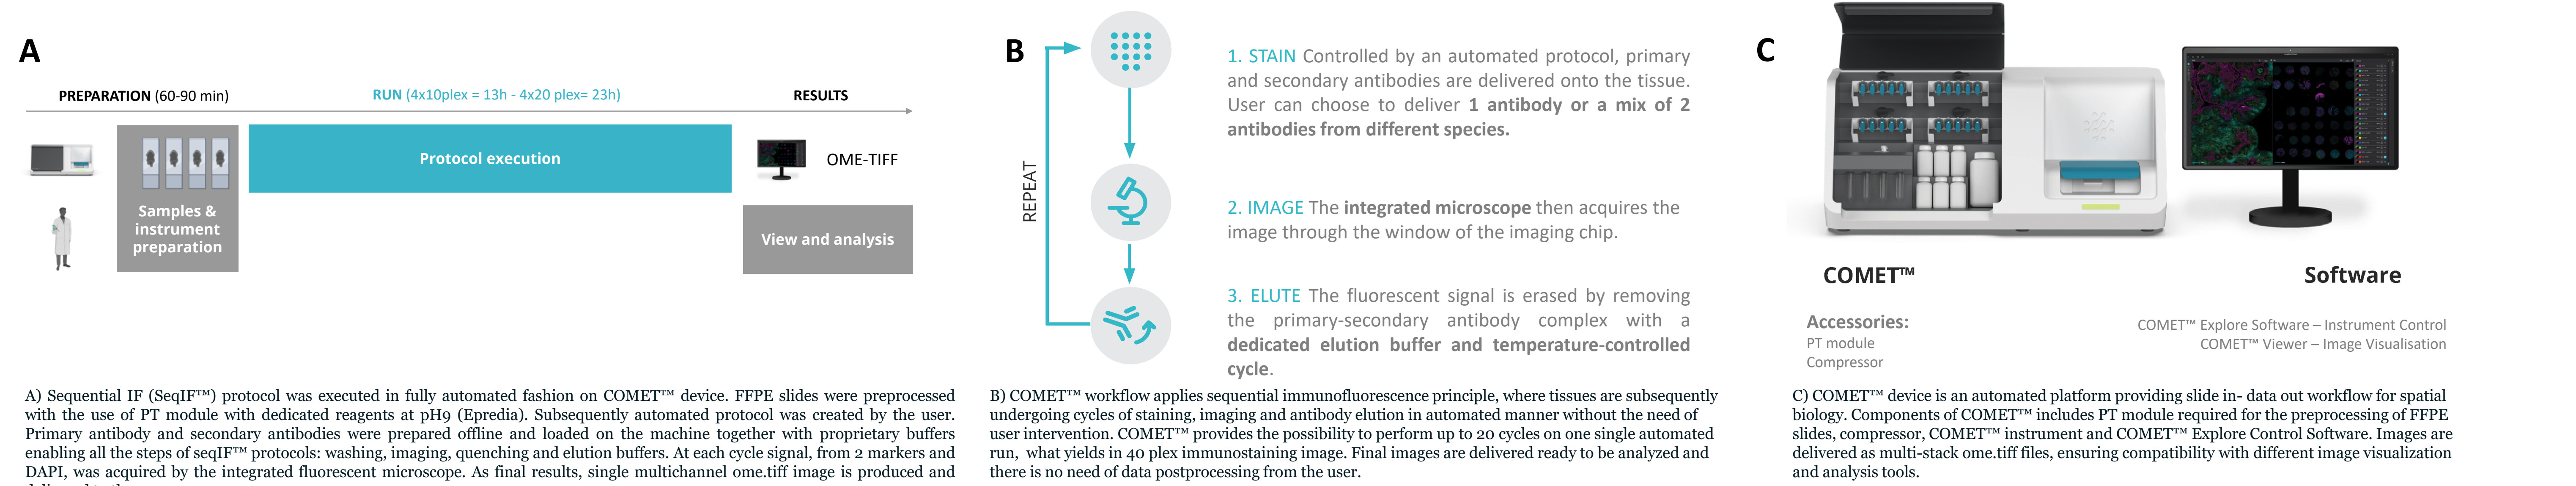 A
PREPARATION (60-90 min)
RUN (4x10plex = 13h - 4x20 plex= 23h)
RESULTS
Protocol execution
OME-TIFF
Samples &
instrument
preparation
View and analysis
A) Sequential IF (SeqIF™) protocol was executed in fully automated fashion on COMET™ device. FFPE slides were preprocessed
with the use of PT module with dedicated reagents at pH9 (Epredia). Subsequently automated protocol was created by the user.
Primary antibody and secondary antibodies were prepared offline and loaded on the machine together with proprietary buffers
enabling all the steps of seqIF™ protocols: washing, imaging, quenching and elution buffers. At each cycle signal, from 2 markers and
DAPI, was acquired by the integrated fluorescent microscope. As final results, single multichannel ome.tiff image is produced and
B
REPEAT
1. STAIN Controlled by an automated protocol, primary
and secondary antibodies are delivered onto the tissue.
User can choose to deliver 1 antibody or a mix of 2
antibodies from different species.
2. IMAGE The integrated microscope then acquires the
image through the window of the imaging chip.
3. ELUTE The fluorescent signal is erased by removing
the primary-secondary antibody complex with a
dedicated elution buffer and temperature-controlled
cycle.
B) COMET™ workflow applies sequential immunofluorescence principle, where tissues are subsequently
undergoing cycles of staining, imaging and antibody elution in automated manner without the need of
user intervention. COMET™ provides the possibility to perform up to 20 cycles on one single automated
run, what yields in 40 plex immunostaining image. Final images are delivered ready to be analyzed and
there is no need of data postprocessing from the user.
C
COMET™
Software
Accessories:
PT module
Compressor
COMET™ Explore Software – Instrument Control
COMET™ Viewer – Image Visualisation
C) COMET™ device is an automated platform providing slide in- data out workflow for spatial
biology. Components of COMET™ includes PT module required for the preprocessing of FFPE
slides, compressor, COMET™ instrument and COMET™ Explore Control Software. Images are
delivered as multi-stack ome.tiff files, ensuring compatibility with different image visualization
and analysis tools.